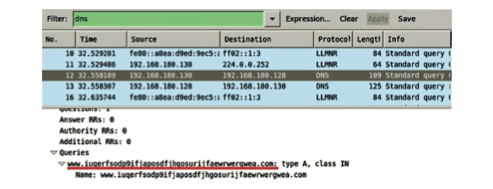 Filter: dns Expression... Clear Apply Save
No. Time Source Destination Protocol Length Info
10 32.529281 fe80::a8ea:d9ed:9ec5:a ff02::1:3 LLMNR 84 Standard query
11 32.529486 192.168.180.130 224.0.0.252 LLMNR 64 Standard query
12 32.558189 192.168.180.130 192.168.180.128 DNS 109 Standard query
13 32.558307 192.168.180.128 192.168.180.130 DNS 125 Standard query
16 32.635744 fe80::a8ea:d9ed:9ec5:a ff02::1:3 LLMNR 84 Standard query
Questions: 1
Answer RRs: 0
Authority RRs: 0
Additional RRs: 0
Queries
www.iuqerfsodp9ifjaposdfjhgosurijfaewrwergwea.com: type A, class IN
Name: www.iuqerfsodp9ifjaposdfjhgosurijfaewrwergwea.com